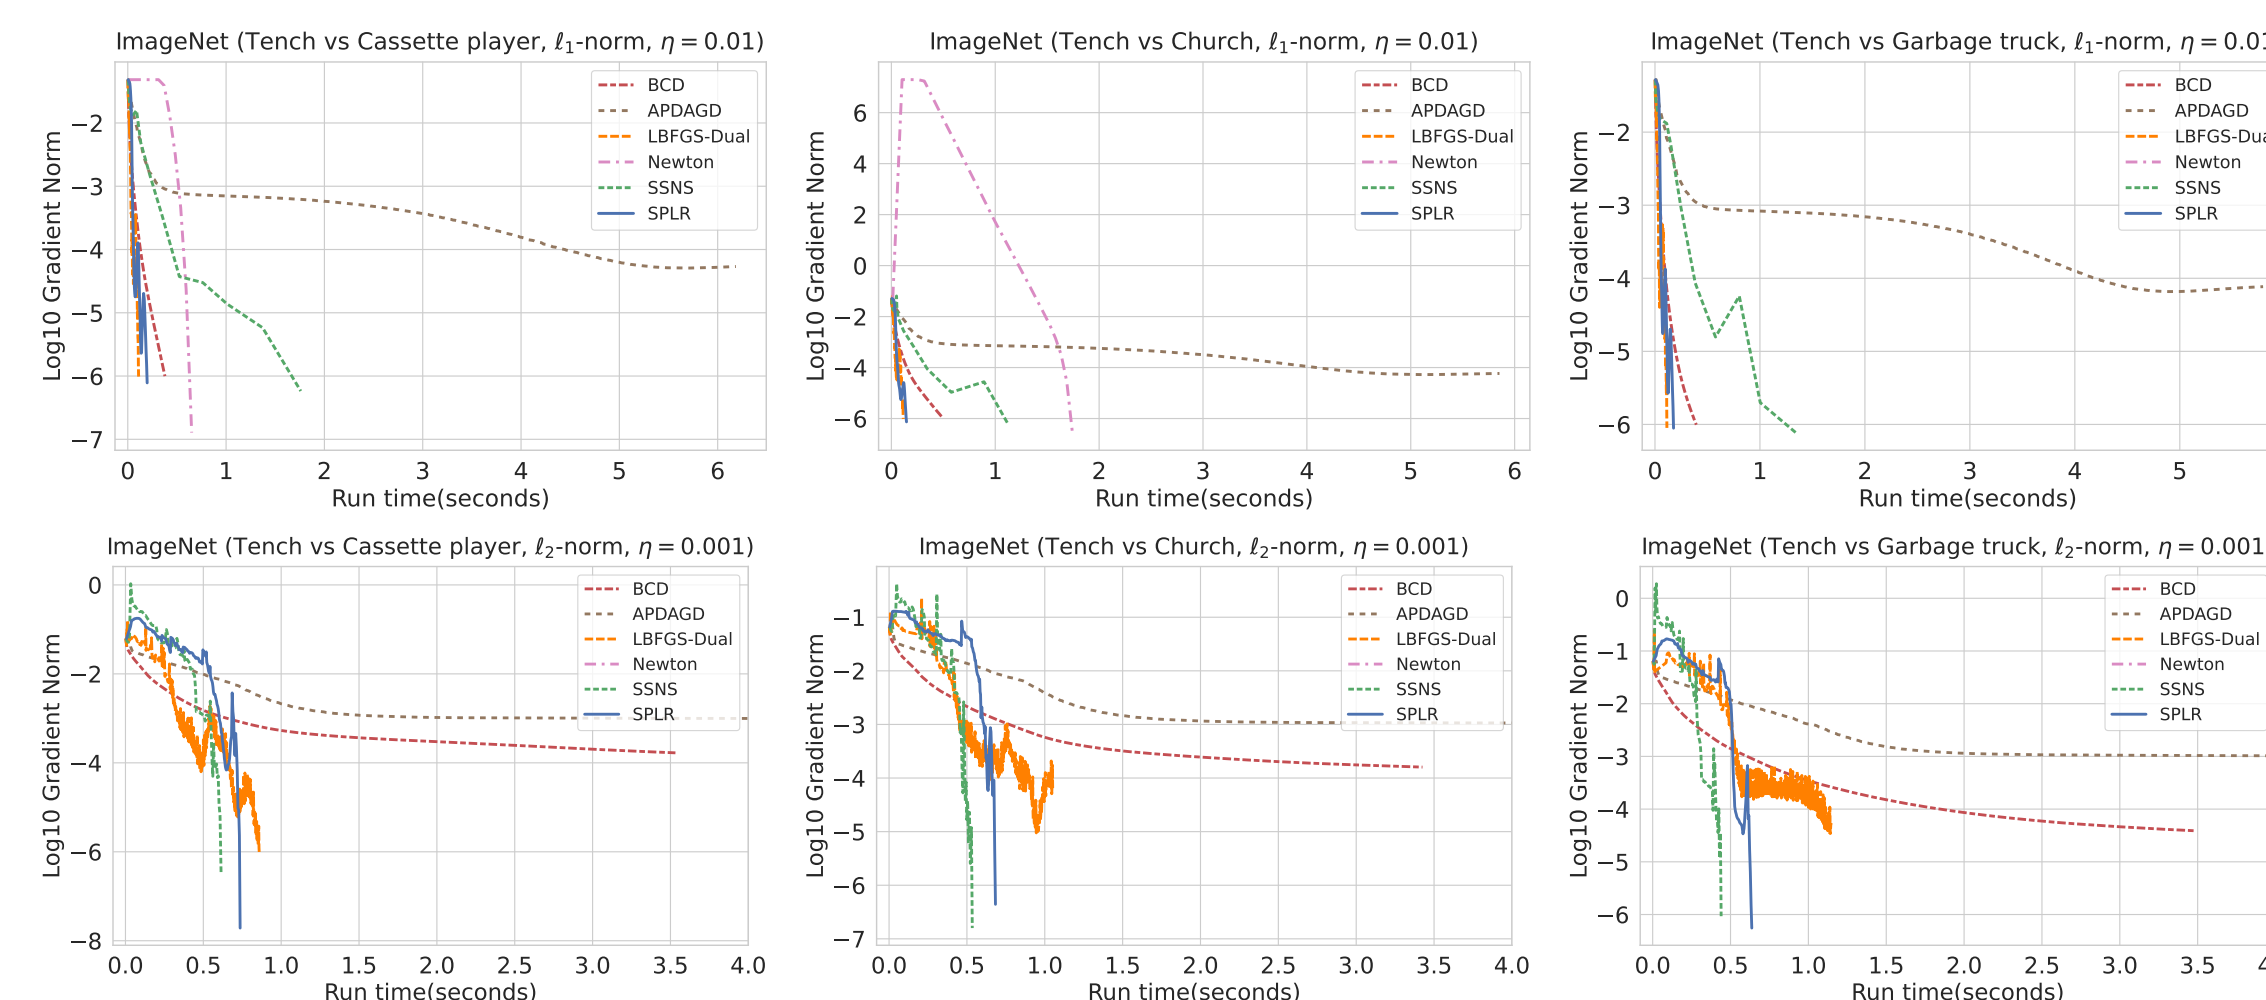 ImageNet (Tench vs Cassette player, ℓ₁-norm, η = 0.01)
Log10 Gradient Norm
−2
−3
−4
−5
−6
−7
BCD
APDAGD
LBFGS-Dual
Newton
SSNS
SPLR
0 1 2 3 4 5 6
Run time(seconds)
ImageNet (Tench vs Church, ℓ₁-norm, η = 0.01)
Log10 Gradient Norm
6
4
2
0
−2
−4
−6
BCD
APDAGD
LBFGS-Dual
Newton
SSNS
SPLR
0 1 2 3 4 5 6
Run time(seconds)
ImageNet (Tench vs Garbage truck, ℓ₁-norm, η = 0.01
Log10 Gradient Norm
−2
−3
−4
−5
−6
BCD
APDAGD
LBFGS-Dua
Newton
SSNS
SPLR
0 1 2 3 4 5
Run time(seconds)
ImageNet (Tench vs Cassette player, ℓ₂-norm, η = 0.001)
Log10 Gradient Norm
0
−2
−4
−6
−8
BCD
APDAGD
LBFGS-Dual
Newton
SSNS
SPLR
0.0 0.5 1.0 1.5 2.0 2.5 3.0 3.5 4.0
Run time(seconds)
ImageNet (Tench vs Church, ℓ₂-norm, η = 0.001)
Log10 Gradient Norm
−1
−2
−3
−4
−5
−6
−7
BCD
APDAGD
LBFGS-Dual
Newton
SSNS
SPLR
0.0 0.5 1.0 1.5 2.0 2.5 3.0 3.5 4.0
Run time(seconds)
ImageNet (Tench vs Garbage truck, ℓ₂-norm, η = 0.001
Log10 Gradient Norm
0
−1
−2
−3
−4
−5
−6
BCD
APDAGD
LBFGS-Dual
Newton
SSNS
SPLR
0.0 0.5 1.0 1.5 2.0 2.5 3.0 3.5 4
Run time(seconds)